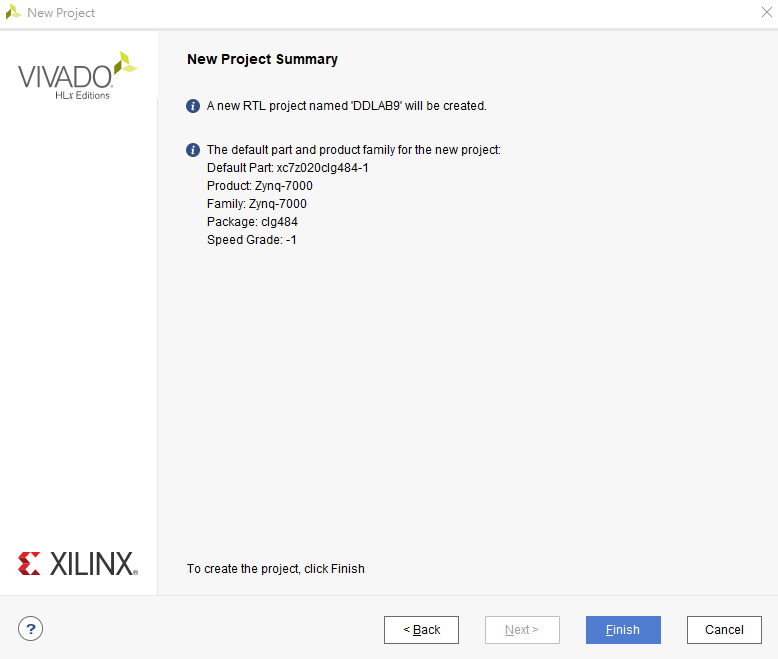 New Project
VIVADO
HLx Editions
New Project Summary
A new RTL project named 'DDLAB9' will be created.
The default part and product family for the new project:
Default Part: xc7z020clg484-1
Product: Zynq-7000
Family: Zynq-7000
Package: clg484
Speed Grade: -1
XILINX
To create the project, click Finish
?
< Back
Next >
Finish
Cancel